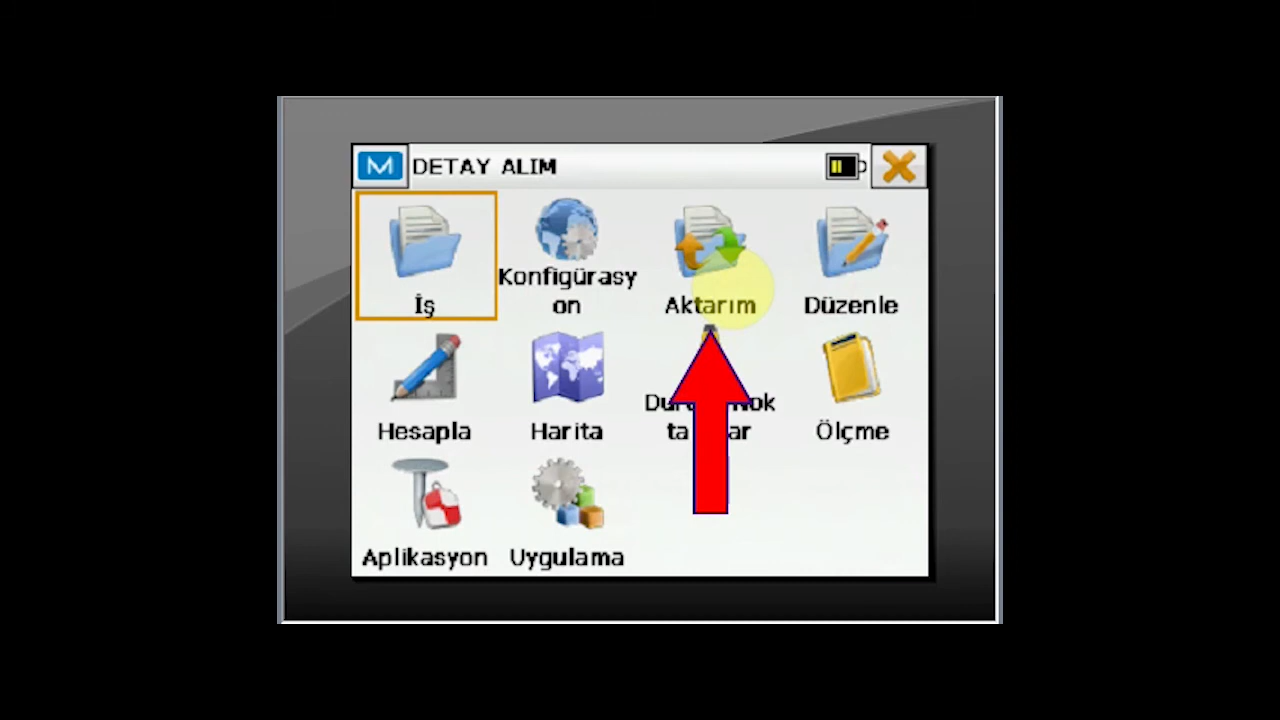 DETAY ALIM
İş
Konfigürasy
on
Aktarım
Düzenle
Hesapla
Harita
Ölçme
Aplikasyon
Uygulama